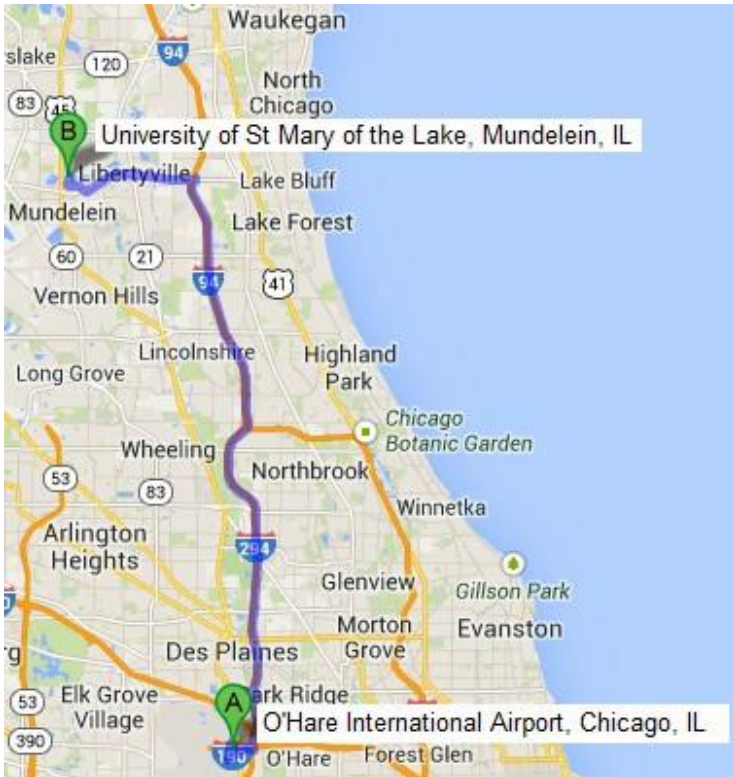 Waukegan
94
120
North
Chicago
83
45
B
University of St Mary of the Lake, Mundelein, IL
Libertyville
Lake Bluff
Mundelein
Lake Forest
60
21
94
41
Vernon Hills
Lincolnshire
Highland
Park
Long Grove
Chicago
Botanic Garden
Wheeling
Northbrook
53
83
Winnetka
Arlington
Heights
294
Glenview
Gillson Park
Morton
Grove
Evanston
Des Plaines
Elk Grove
Village
A
ark Ridge
53
O'Hare International Airport, Chicago, IL
390
190
O'Hare
Forest Glen